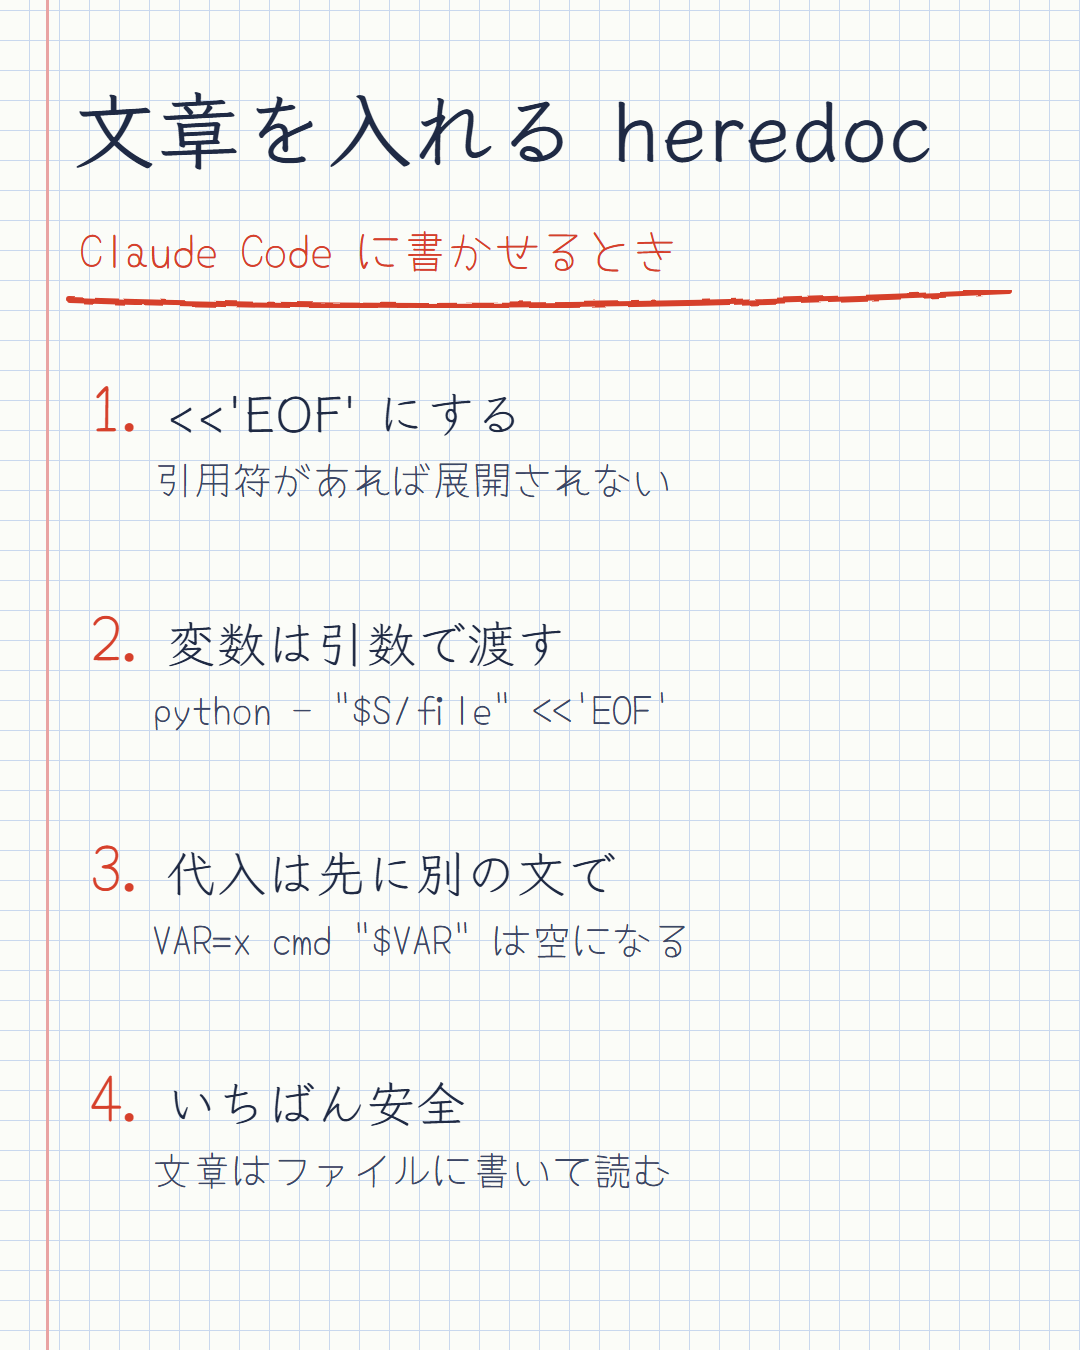 文章を入れる heredoc
Claude Code に書かせるとき
1. <<'EOF' にする
引用符があれば展開されない
2. 変数は引数で渡す
python - "$S/file" <<'EOF'
3. 代入は先に別の文で
VAR=x cmd "$VAR" は空になる
4. いちばん安全
文章はファイルに書いて読む